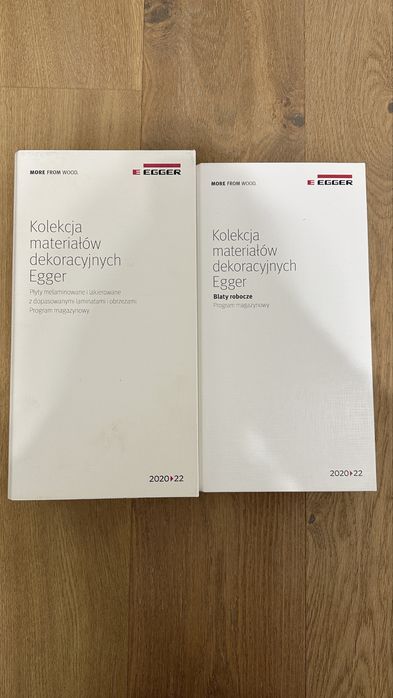 MORE FROM WOOD.
E EGGER
Kolekcja
materiałów
dekoracyjnych
Egger
Płyty melaminowane i lakierowane
z dopasowanymi laminatami i obrzeżami
Program magazynowy
2020▸22
MORE FROM WOOD.
E EGGER
Kolekcja
materiałów
dekoracyjnych
Egger
Blaty robocze
Program magazynowy
2020▸22